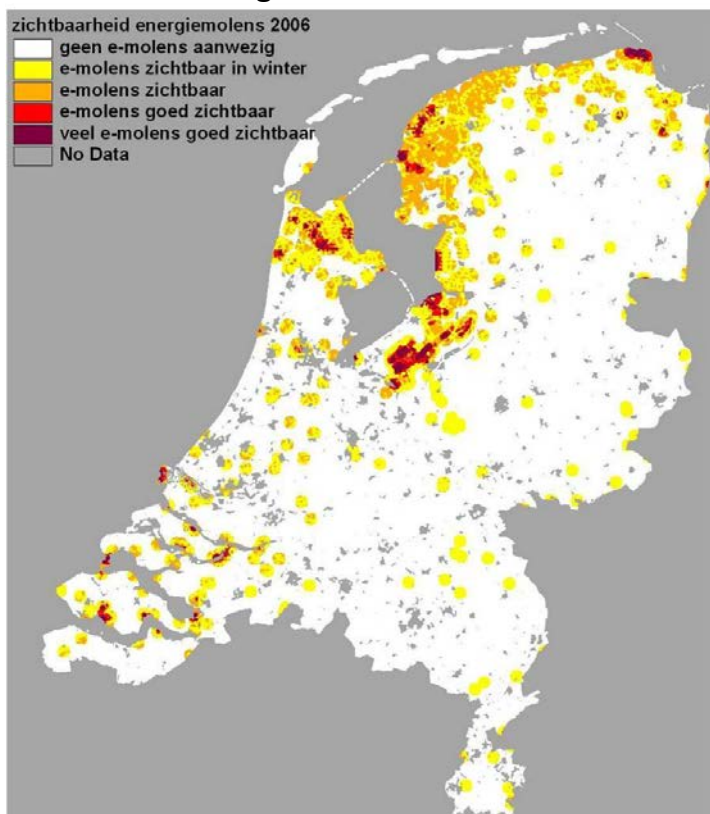 zichtbaarheid energiemolens 2006
geen e-molens aanwezig
e-molens zichtbaar in winter
e-molens zichtbaar
e-molens goed zichtbaar
veel e-molens goed zichtbaar
No Data